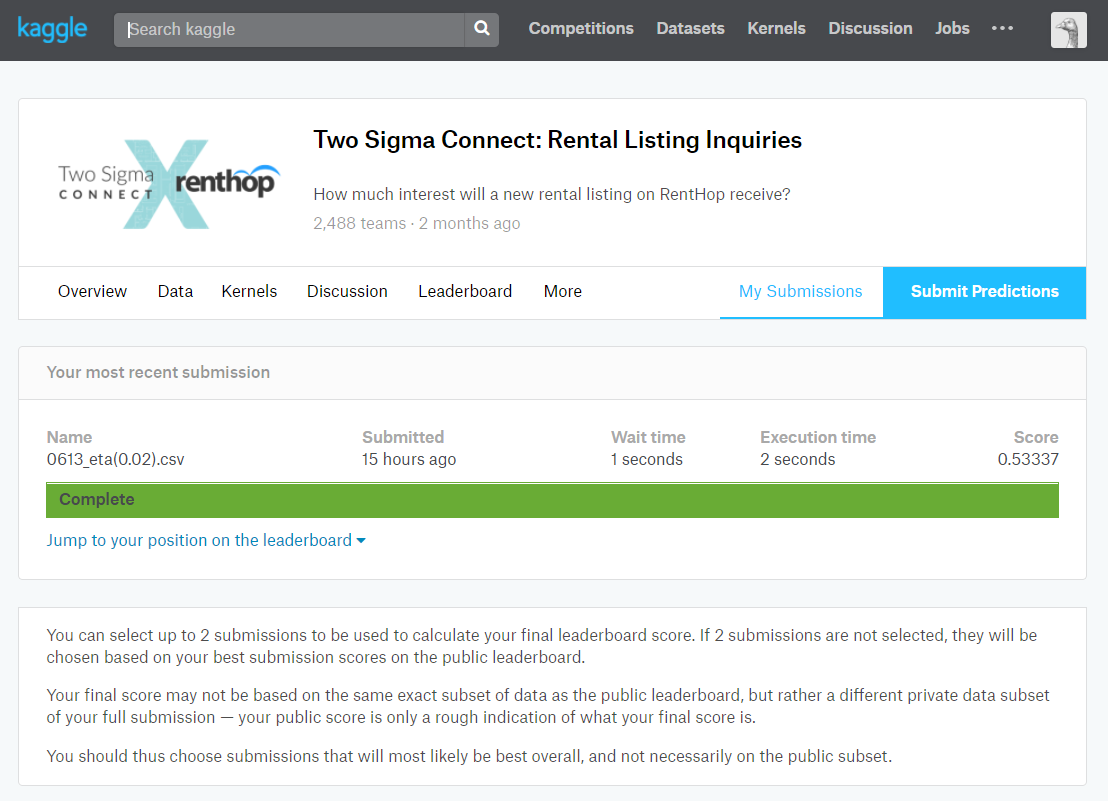 kaggle
Search kaggle
Competitions Datasets Kernels Discussion Jobs •••
Two Sigma CONNECT X renthop
Two Sigma Connect: Rental Listing Inquiries
How much interest will a new rental listing on RentHop receive?
2,488 teams · 2 months ago
Overview Data Kernels Discussion Leaderboard More My Submissions Submit Predictions
Your most recent submission
Name Submitted Wait time Execution time Score
0613_eta(0.02).csv 15 hours ago 1 seconds 2 seconds 0.53337
Complete
Jump to your position on the leaderboard
You can select up to 2 submissions to be used to calculate your final leaderboard score. If 2 submissions are not selected, they will be
chosen based on your best submission scores on the public leaderboard.
Your final score may not be based on the same exact subset of data as the public leaderboard, but rather a different private data subset
of your full submission — your public score is only a rough indication of what your final score is.
You should thus choose submissions that will most likely be best overall, and not necessarily on the public subset.